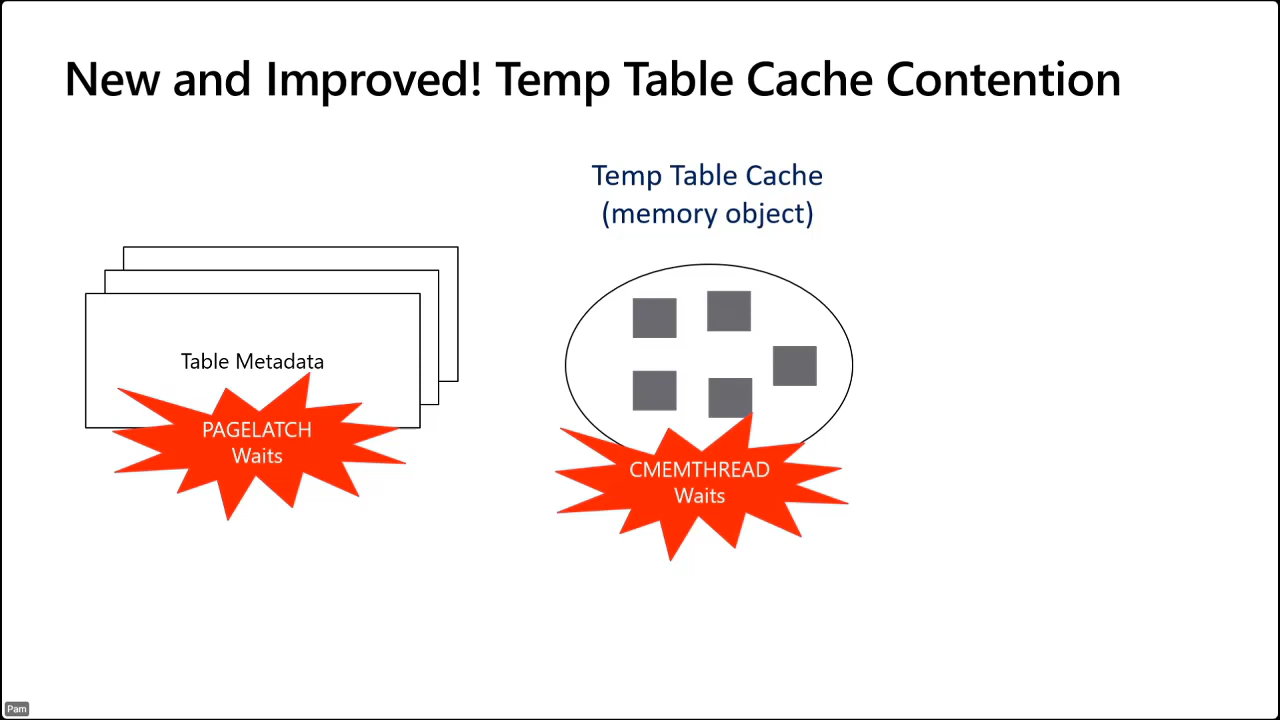 New and Improved! Temp Table Cache Contention
Temp Table Cache
(memory object)
Table Metadata
PAGELATCH
Waits
CMEMTHREAD
Waits
Pam